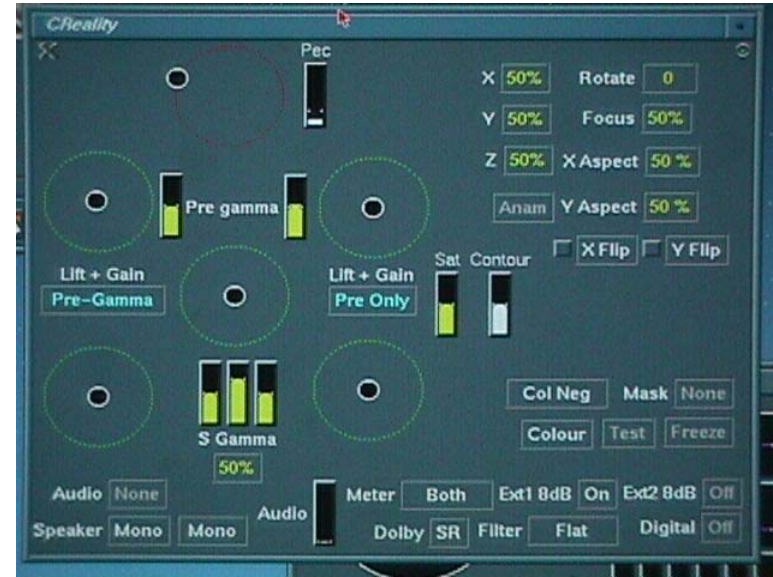 CReality
Pec
X 50% Rotate 0
Y 50% Focus 50%
Z 50% X Aspect 50 %
Pre gamma
Anam Y Aspect 50 %
X Flip Y Flip
Sat Contour
Lift + Gain
Pre-Gamma
Lift + Gain
Pre Only
Col Neg Mask None
S Gamma
50%
Colour Test Freeze
Audio None
Audio
Meter Both Ext1 8dB On Ext2 8dB Off
Speaker Mono Mono
Dolby SR Filter Flat Digital Off